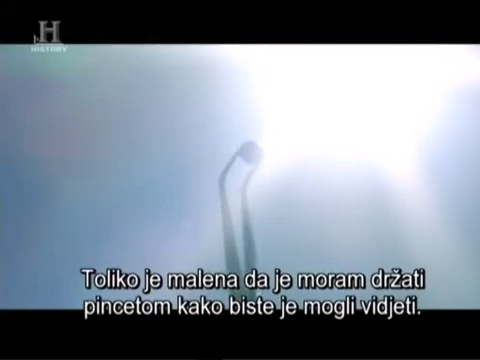 H
HISTORY
Toliko je malena da je moram držati
pincetom kako biste je mogli vidjeti.